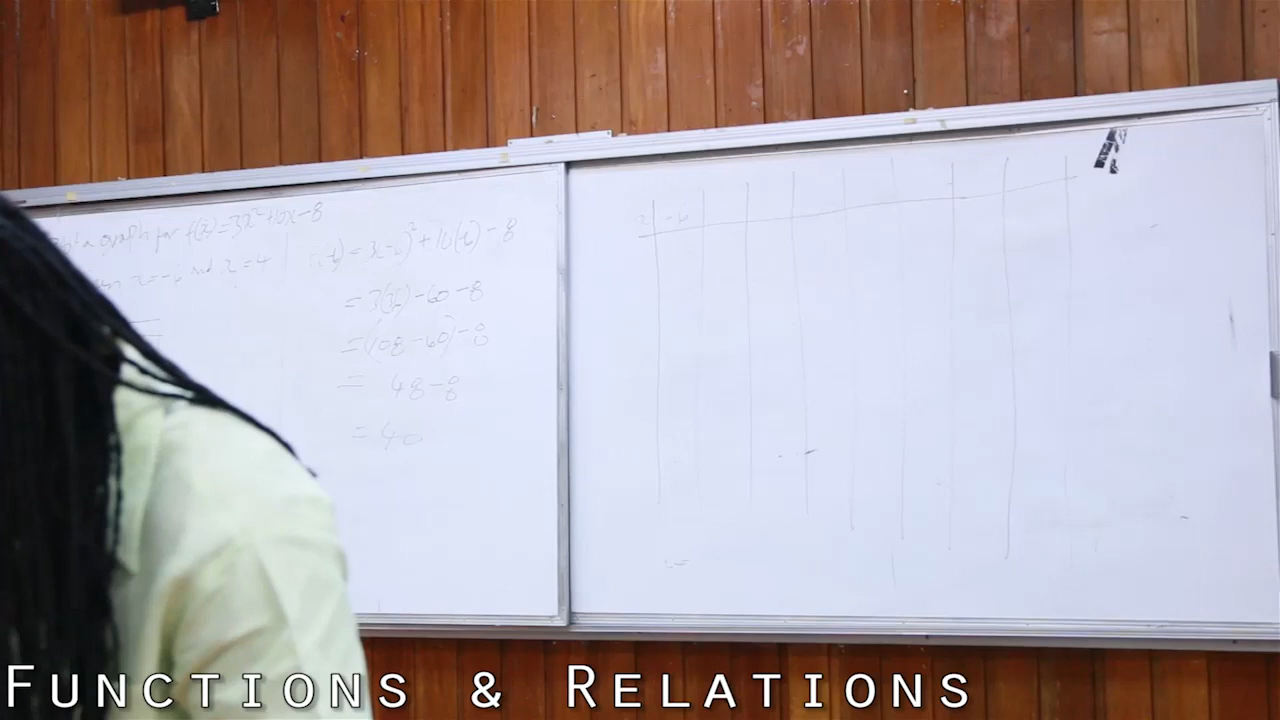 a graph for f(x)=3x²+10x-8
x=-6 and x=4
(-6) = 3(-6)²+10(-6)-8
= 3(36)-60-8
= (108-60)-8
= 48-8
= 40
x -6
FUNCTIONS & RELATIONS